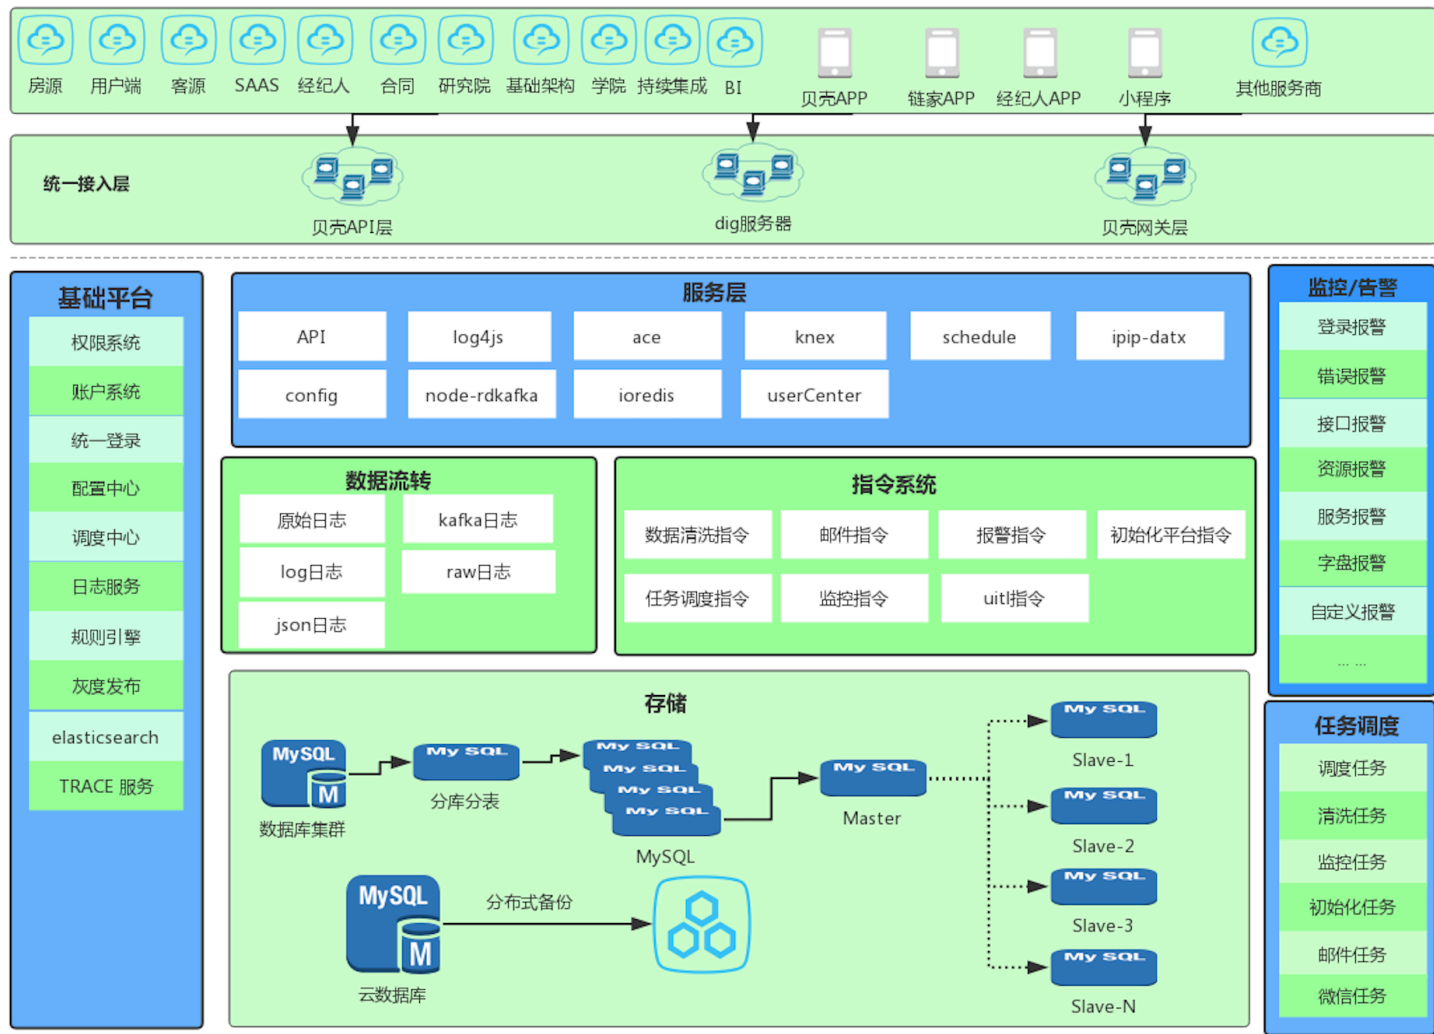 房源
用户端
客源
SAAS
经纪人
合同
研究院
基础架构
学院
持续集成
BI
贝壳APP
链家APP
经纪人APP
小程序
其他服务商
统一接入层
贝壳API层
dig服务器
贝壳网关层
基础平台
权限系统
账户系统
统一登录
配置中心
调度中心
日志服务
规则引擎
灰度发布
elasticsearch
TRACE 服务
服务层
API
log4js
ace
knex
schedule
ipip-datx
config
node-rdkafka
ioredis
userCenter
数据流转
原始日志
kafka日志
log日志
raw日志
json日志
指令系统
数据清洗指令
邮件指令
报警指令
初始化平台指令
任务调度指令
监控指令
uitl指令
存储
MySQL
M
数据库集群
My SQL
分库分表
My SQL
My SQL
My SQL
My SQL
MySQL
My SQL
Master
My SQL
Slave-1
My SQL
Slave-2
My SQL
Slave-3
My SQL
Slave-N
MySQL
M
云数据库
分布式备份
监控/告警
登录报警
错误报警
接口报警
资源报警
服务报警
字盘报警
自定义报警
... ...
任务调度
调度任务
清洗任务
监控任务
初始化任务
邮件任务
微信任务